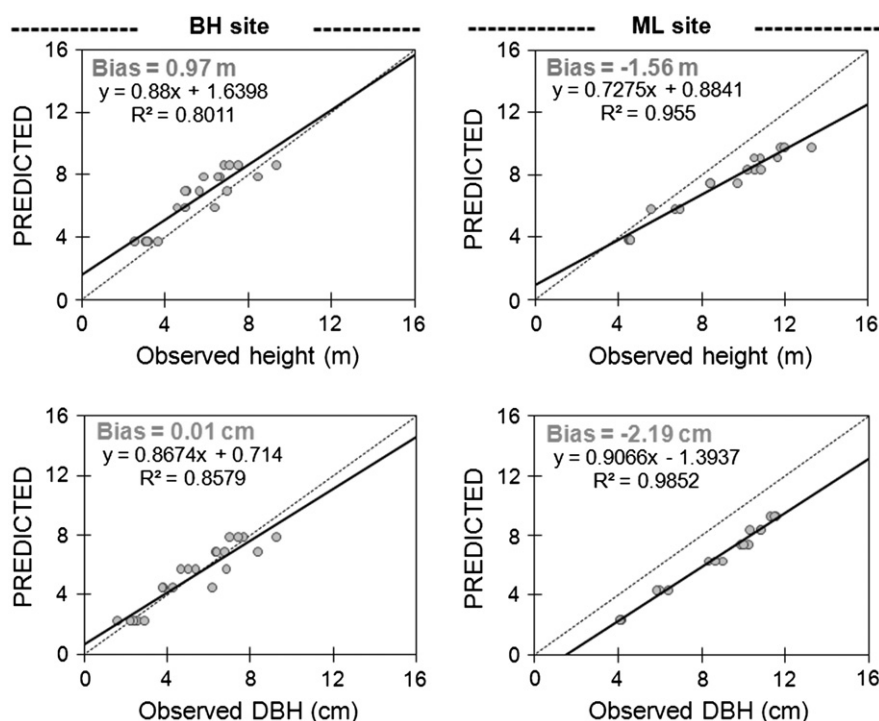 BH site
ML site
16
12
8
4
0
PREDICTED
Bias = 0.97 m
y = 0.88x + 1.6398
R² = 0.8011
0 4 8 12 16
Observed height (m)
16
12
8
4
0
PREDICTED
Bias = -1.56 m
y = 0.7275x + 0.8841
R² = 0.955
0 4 8 12 16
Observed height (m)
16
12
8
4
0
PREDICTED
Bias = 0.01 cm
y = 0.8674x + 0.714
R² = 0.8579
0 4 8 12 16
Observed DBH (cm)
16
12
8
4
0
PREDICTED
Bias = -2.19 cm
y = 0.9066x - 1.3937
R² = 0.9852
0 4 8 12 16
Observed DBH (cm)